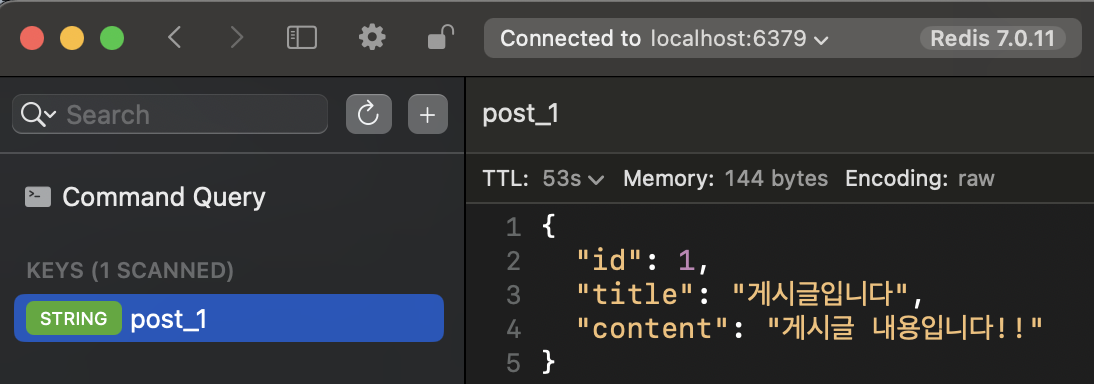 Connected to localhost:6379 Redis 7.0.11
Search
Command Query
KEYS (1 SCANNED)
STRING post_1
post_1
TTL: 53s Memory: 144 bytes Encoding: raw
1 {
2 "id": 1,
3 "title": "게시글입니다",
4 "content": "게시글 내용입니다!!"
5 }